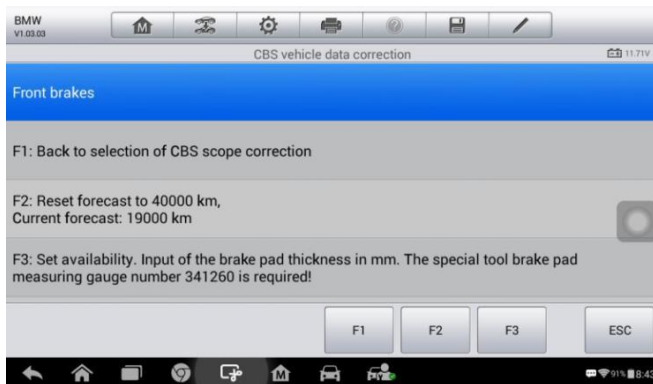 BMW
V1.03.03
CBS vehicle data correction
11.71V
Front brakes
F1: Back to selection of CBS scope correction
F2: Reset forecast to 40000 km,
Current forecast: 19000 km
F3: Set availability. Input of the brake pad thickness in mm. The special tool brake pad
measuring gauge number 341260 is required!
F1
F2
F3
ESC
91%
8:43